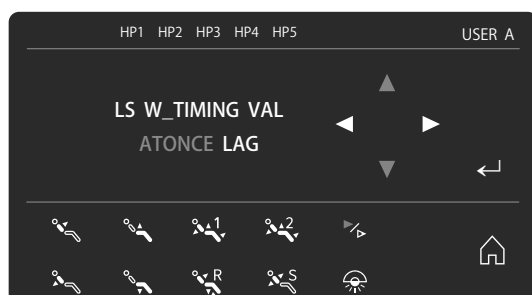 HP1 HP2 HP3 HP4 HP5 USER A
LS W_TIMING VAL
ATONCE LAG
1 2
R S